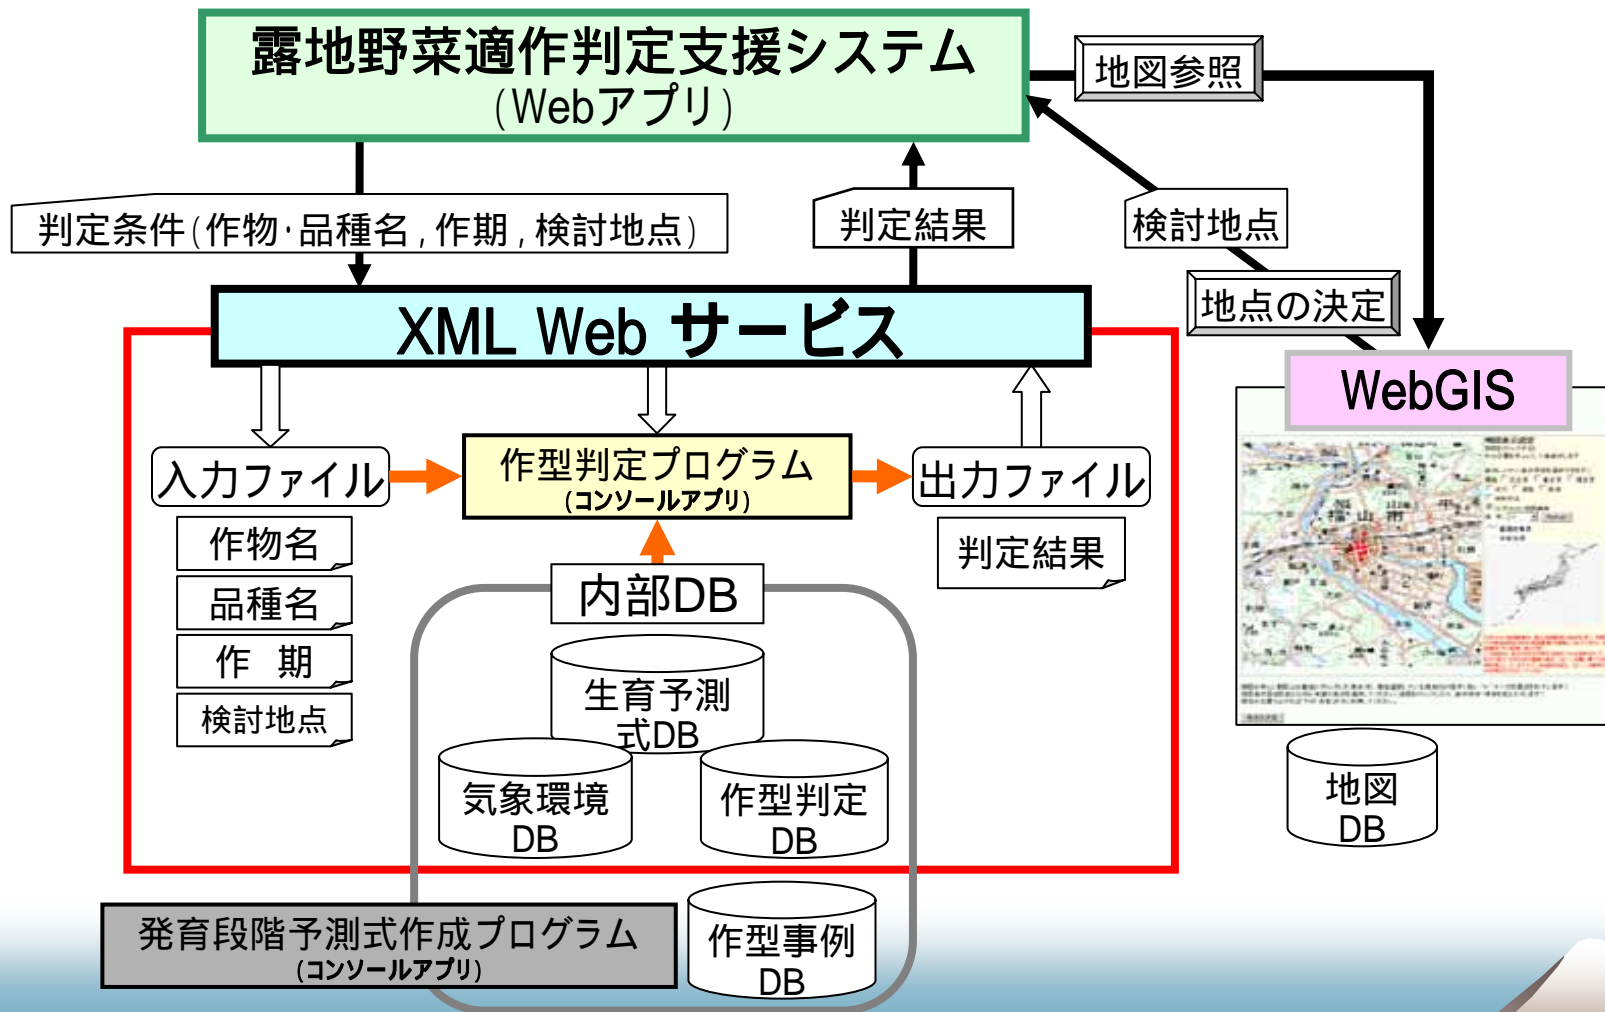 露地野菜適作判定支援システム
(Webアプリ)
地図参照
判定条件(作物・品種名,作期,検討地点)
判定結果
検討地点
地点の決定
XML Web サービス
WebGIS
入力ファイル
作型判定プログラム
(コンソールアプリ)
出力ファイル
作物名
品種名
作 期
検討地点
判定結果
内部DB
生育予測
式DB
気象環境
DB
作型判定
DB
地図
DB
発育段階予測式作成プログラム
(コンソールアプリ)
作型事例
DB